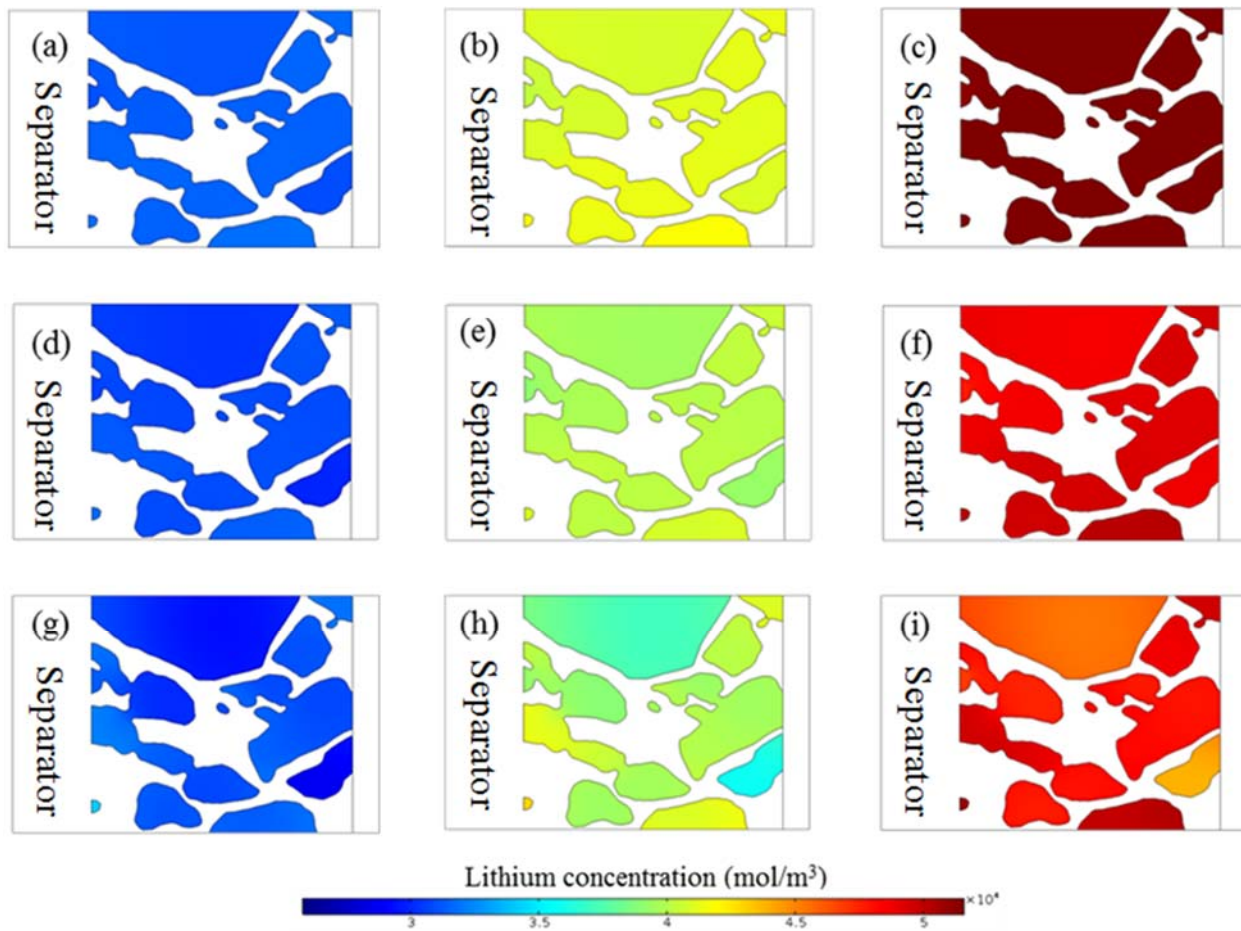 (a) (b) (c)
Separator Separator Separator
(d) (e) (f)
Separator Separator Separator
(g) (h) (i)
Separator Separator Separator
Lithium concentration (mol/m³)
×10⁴
3 3.5 4 4.5 5